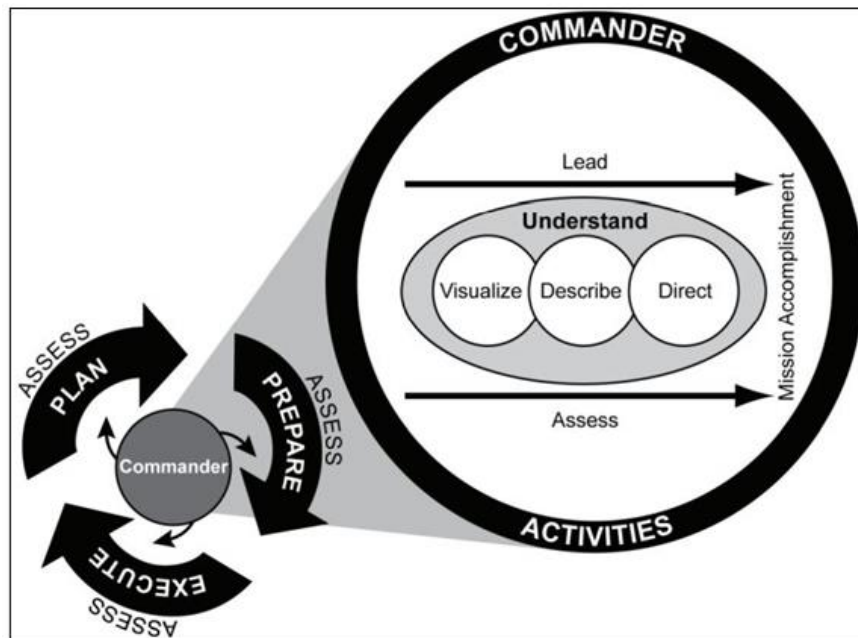 COMMANDER
Lead
Understand
Visualize
Describe
Direct
Mission Accomplishment
Assess
ACTIVITIES
ASSESS
PLAN
ASSESS
PREPARE
Commander
EXECUTE
ASSESS